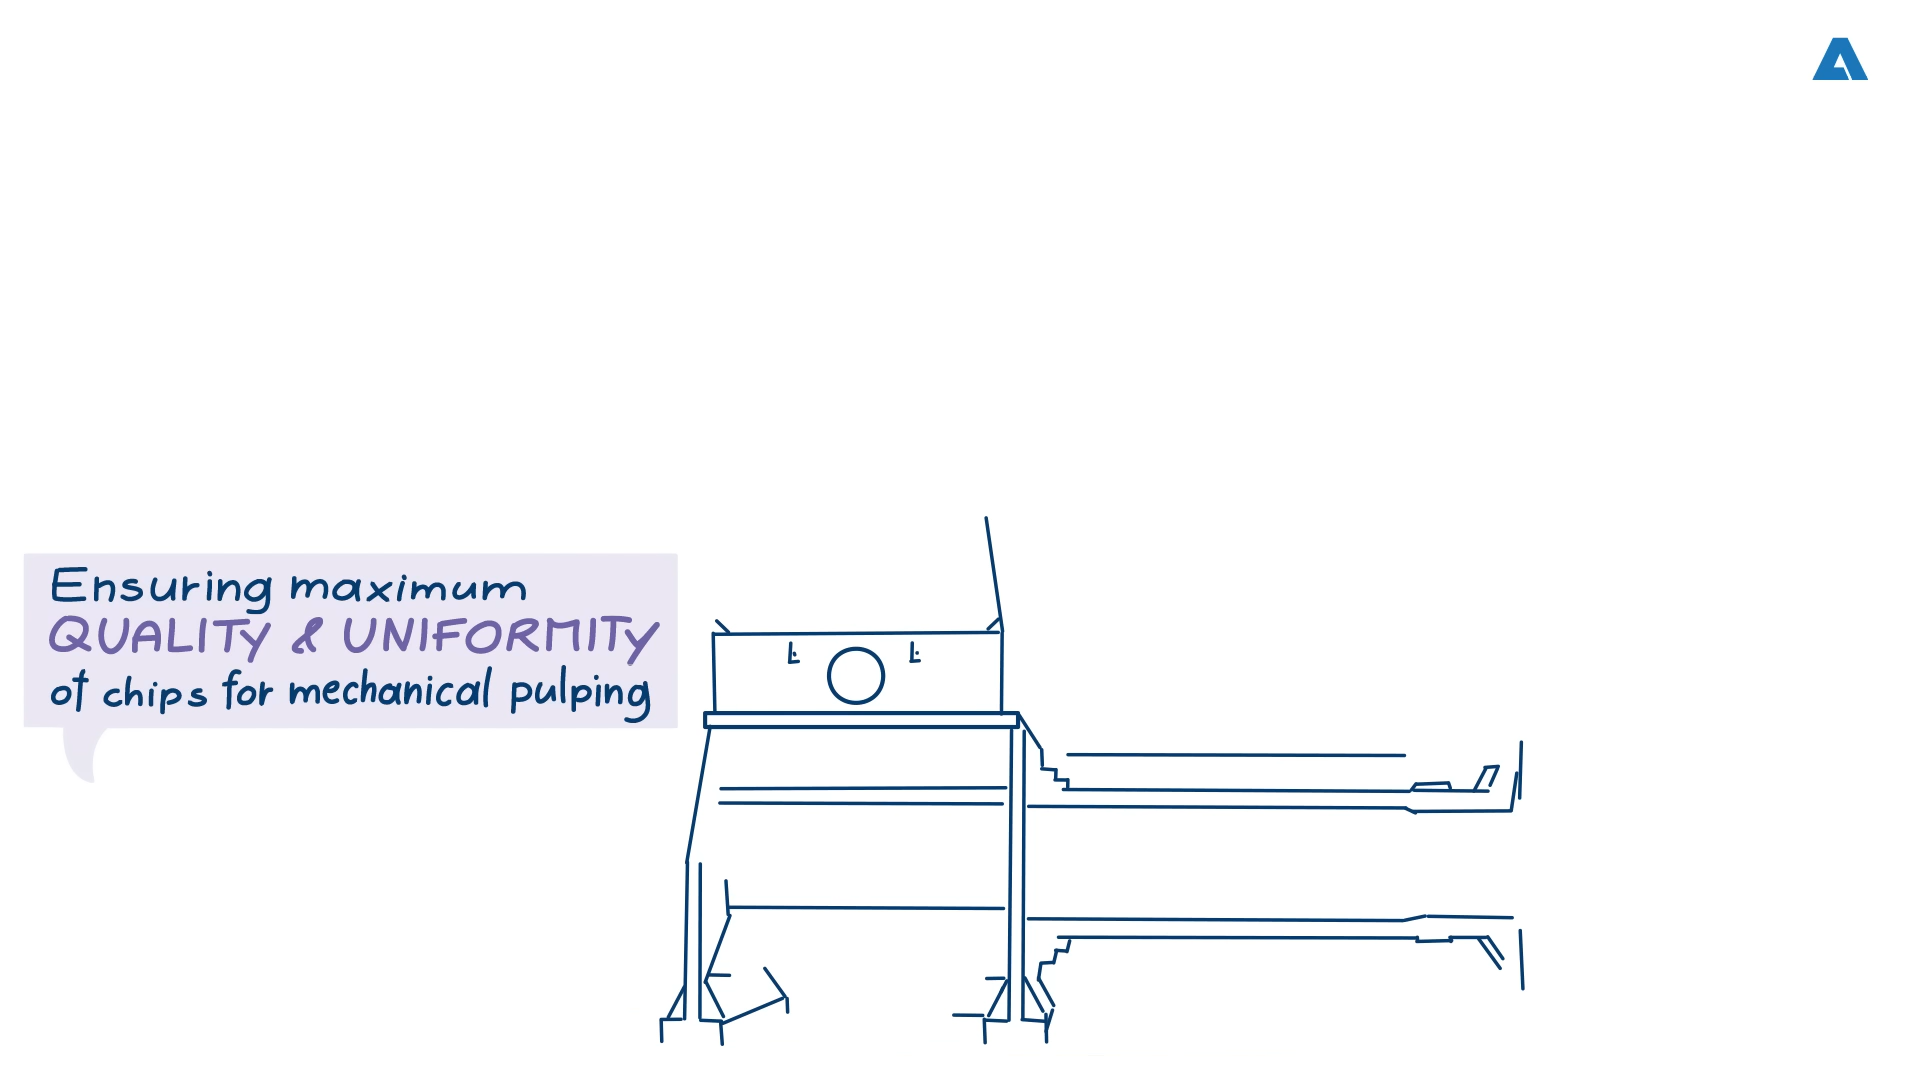 Ensuring maximum
QUALITY & UNIFORMITY
of chips for mechanical pulping